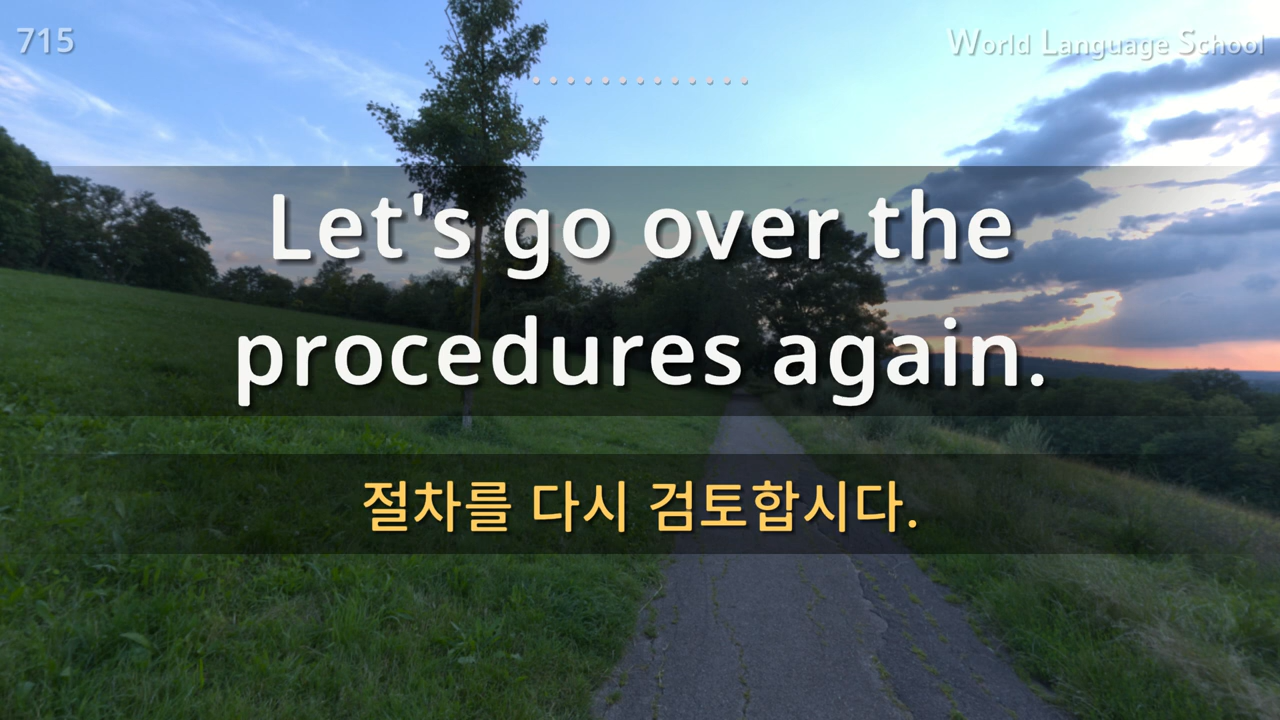 715
World Language School
Let's go over the
procedures again.
절차를 다시 검토합시다.